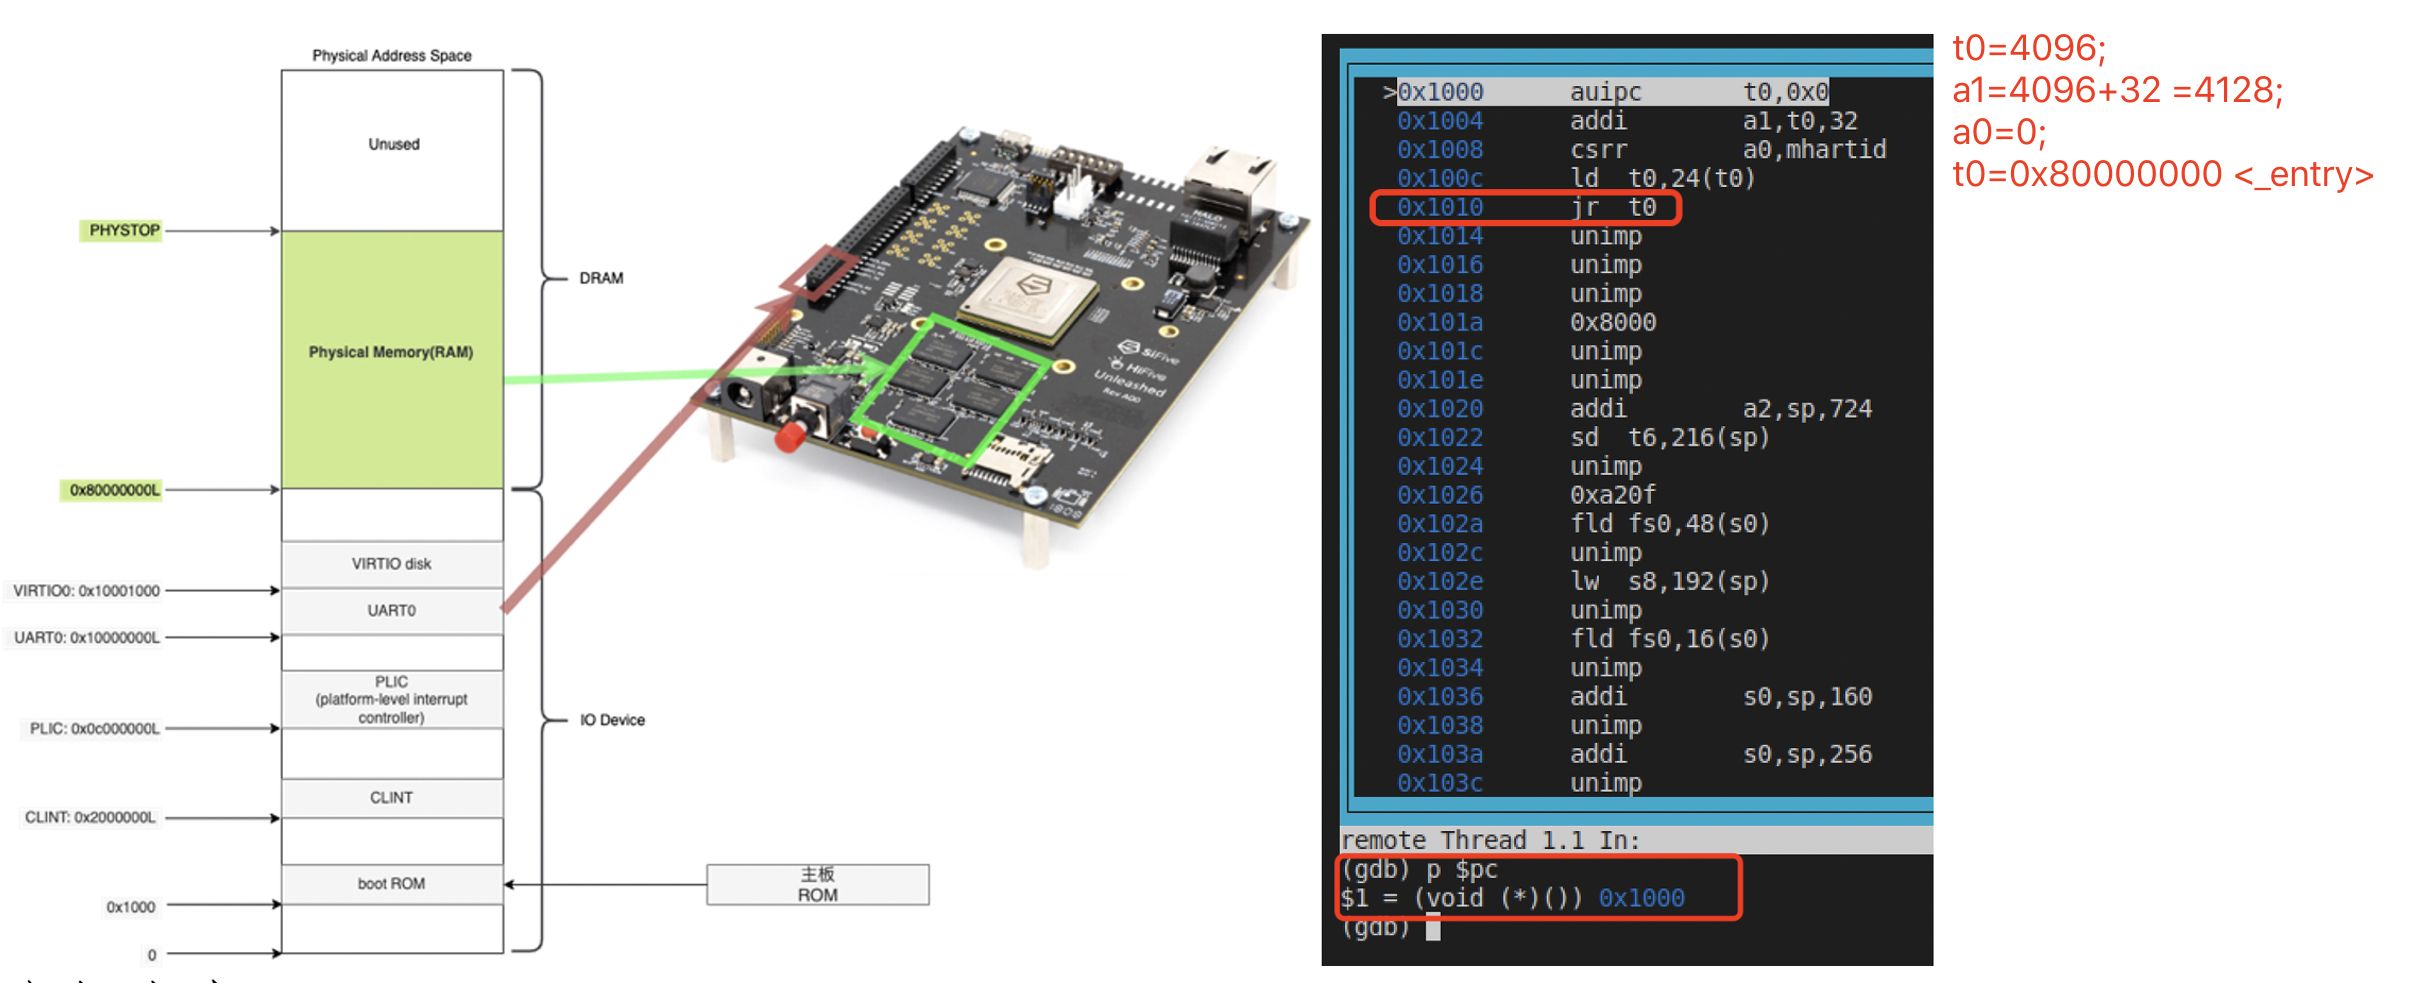 Physical Address Space
Unused
PHYSTOP
DRAM
Physical Memory(RAM)
0x80000000L
VIRTIO disk
VIRTIO0: 0x10001000
UART0
UART0: 0x10000000L
PLIC
(platform-level interrupt
controller)
IO Device
PLIC: 0x0c000000L
CLINT
CLINT: 0x2000000L
boot ROM
主板
ROM
0x1000
0
SiFive
HiFive
Unleashed
Rev A00
>0x1000 auipc t0,0x0
0x1004 addi a1,t0,32
0x1008 csrr a0,mhartid
0x100c ld t0,24(t0)
0x1010 jr t0
0x1014 unimp
0x1016 unimp
0x1018 unimp
0x101a 0x8000
0x101c unimp
0x101e unimp
0x1020 addi a2,sp,724
0x1022 sd t6,216(sp)
0x1024 unimp
0x1026 0xa20f
0x102a fld fs0,48(s0)
0x102c unimp
0x102e lw s8,192(sp)
0x1030 unimp
0x1032 fld fs0,16(s0)
0x1034 unimp
0x1036 addi s0,sp,160
0x1038 unimp
0x103a addi s0,sp,256
0x103c unimp
remote Thread 1.1 In:
(gdb) p $pc
$1 = (void (*)()) 0x1000
(gdb)
t0=4096;
a1=4096+32 =4128;
a0=0;
t0=0x80000000 <_entry>